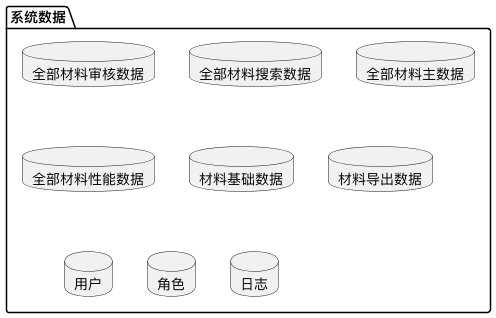 系统数据
全部材料审核数据
全部材料搜索数据
全部材料主数据
全部材料性能数据
材料基础数据
材料导出数据
用户
角色
日志